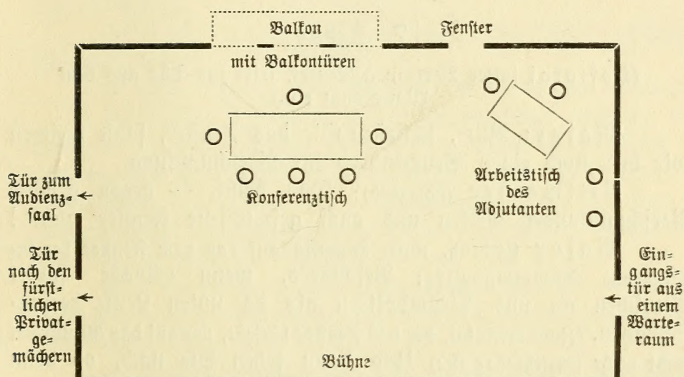 Balkon
Fenster
mit Balkontüren
Konferenztisch
Arbeitstisch
des
Adjutanten
Tür zum
Audienz-
saal
Tür
nach den
fürst-
lichen
Privat-
ge-
mächern
Ein-
gangs-
tür aus
einem
Warte-
raum
Bühne